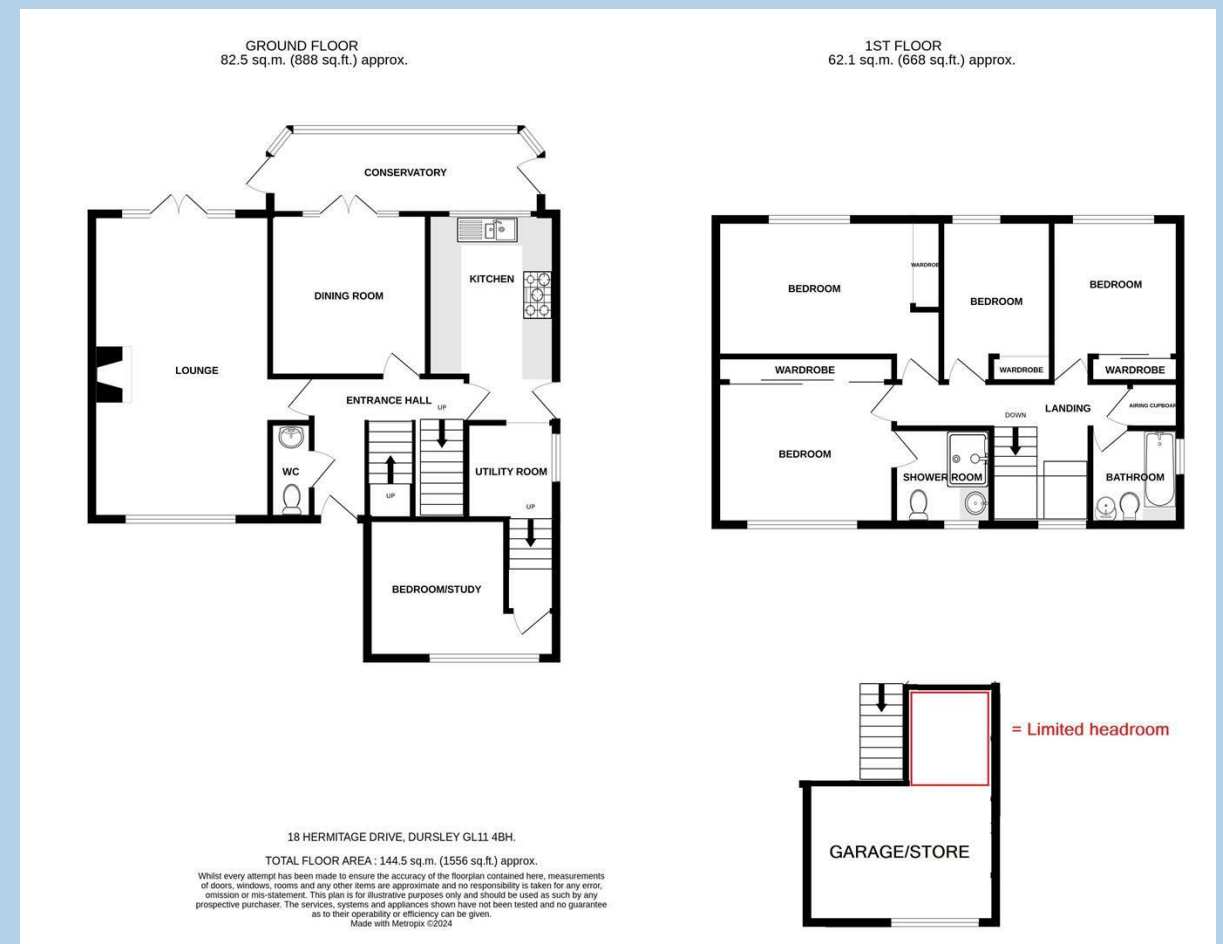 GROUND FLOOR
82.5 sq.m. (888 sq.ft.) approx.
CONSERVATORY
KITCHEN
DINING ROOM
LOUNGE
ENTRANCE HALL
UP
WC
UP
UTILITY ROOM
UP
BEDROOM/STUDY
1ST FLOOR
62.1 sq.m. (668 sq.ft.) approx.
WARDROBE
BEDROOM
BEDROOM
BEDROOM
WARDROBE
WARDROBE
WARDROBE
LANDING
AIRING CUPBOAR
DOWN
BEDROOM
SHOWER ROOM
BATHROOM
= Limited headroom
GARAGE/STORE
18 HERMITAGE DRIVE, DURSLEY GL11 4BH.
TOTAL FLOOR AREA : 144.5 sq.m. (1556 sq.ft.) approx.
Whilst every attempt has been made to ensure the accuracy of the floorplan contained here, measurements
of doors, windows, rooms and any other items are approximate and no responsibility is taken for any error,
omission or mis-statement. This plan is for illustrative purposes only and should be used as such by any
prospective purchaser. The services, systems and appliances shown have not been tested and no guarantee
as to their operability or efficiency can be given.
Made with Metropix ©2024